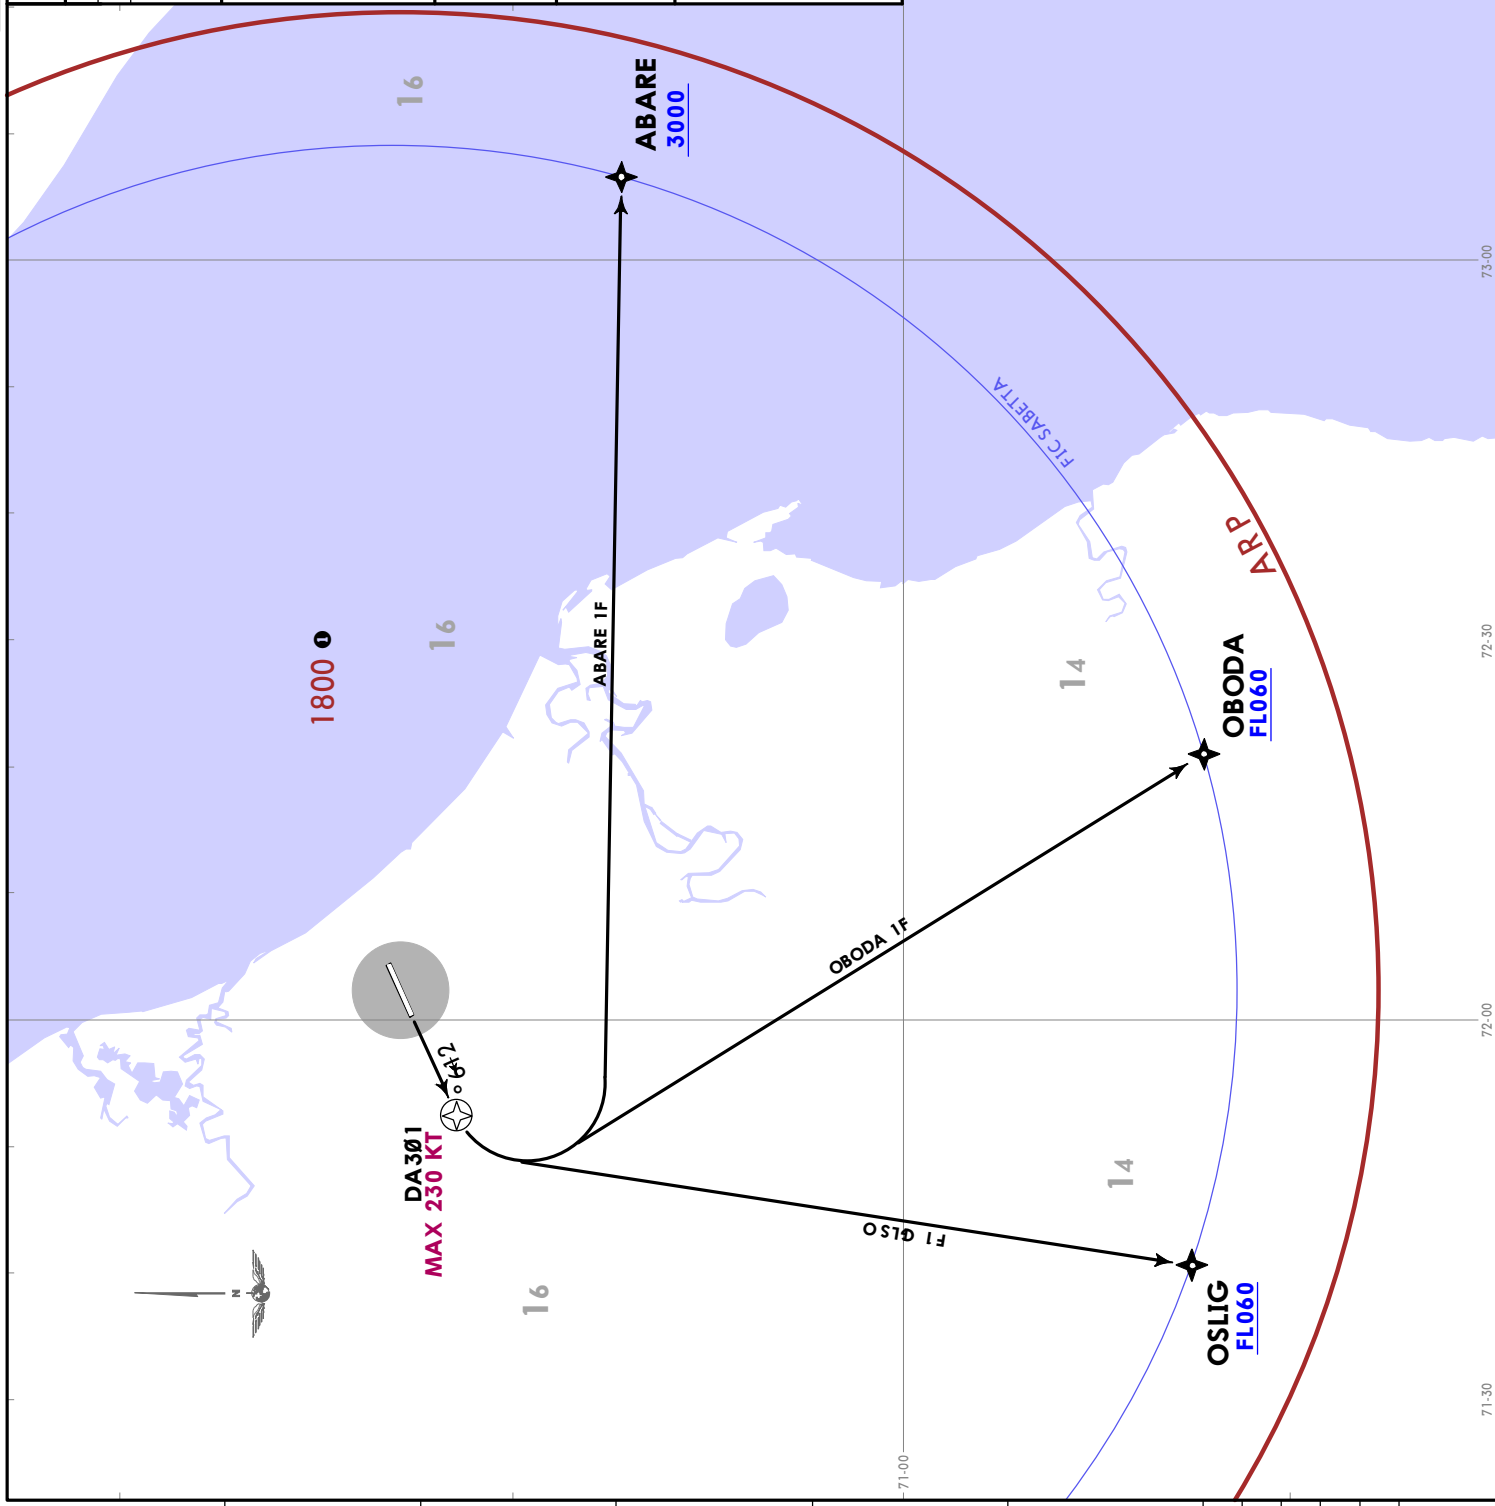 16
ABARE
3000
73-00
FIC SABETTA
ARP
1800 ❶
16
ABARE 1F
14
OBODA
FL060
72-30
OBODA 1F
DA3Ø1
MAX 230 KT
72-00
14
OSLIG 1F
N
16
OSLIG
FL060
71-30
71-00